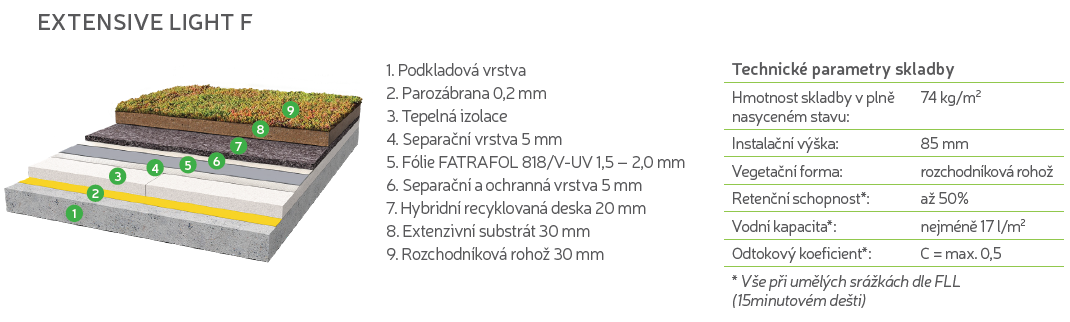 EXTENSIVE LIGHT F
1. Podkladová vrstva
2. Parozábrana 0,2 mm
3. Tepelná izolace
4. Separační vrstva 5 mm
5. Fólie FATRAFOL 818/V-UV 1,5 – 2,0 mm
6. Separační a ochranná vrstva 5 mm
7. Hybridní recyklovaná deska 20 mm
8. Extenzivní substrát 30 mm
9. Rozchodníková rohož 30 mm
9
8
7
6
5
4
3
2
1
Technické parametry skladby
Hmotnost skladby v plně 74 kg/m²
nasyceném stavu:
Instalační výška: 85 mm
Vegetační forma: rozchodníková rohož
Retenční schopnost*: až 50%
Vodní kapacita*: nejméně 17 l/m²
Odtokový koeficient*: C = max. 0,5
* Vše při umělých srážkách dle FLL
(15minutovém dešti)